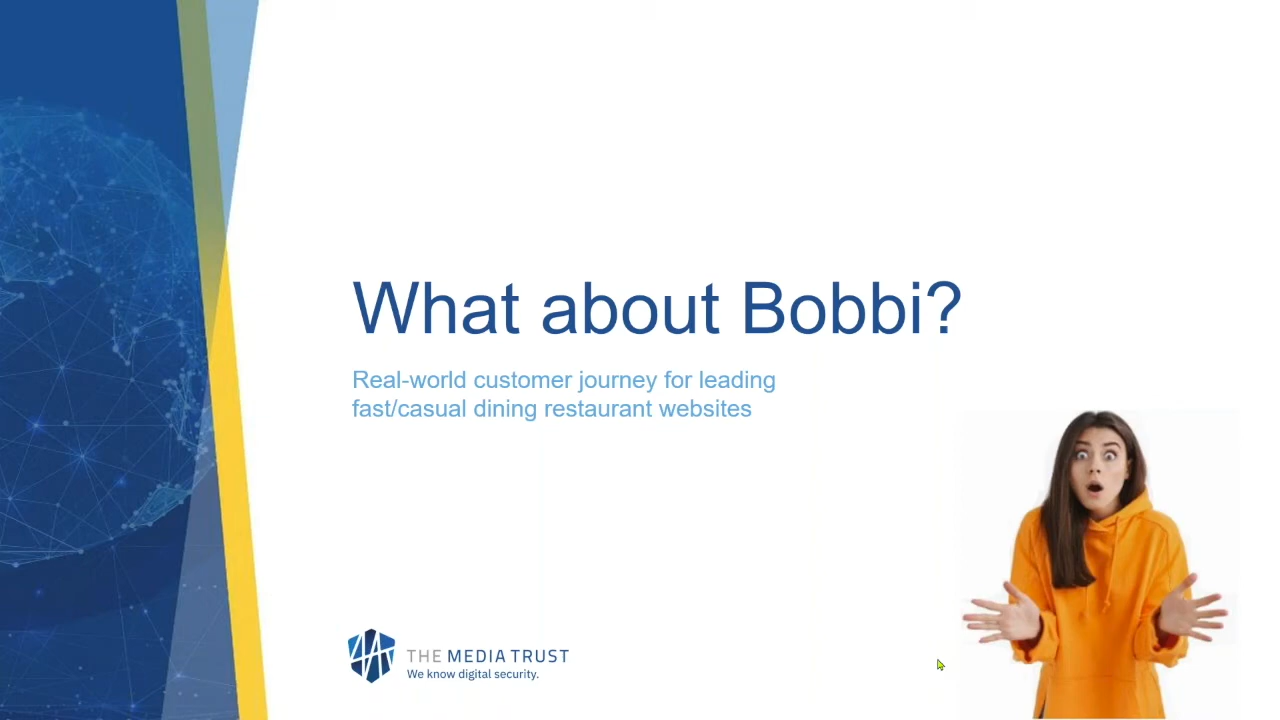 What about Bobbi?
Real-world customer journey for leading
fast/casual dining restaurant websites
THE MEDIA TRUST
We know digital security.